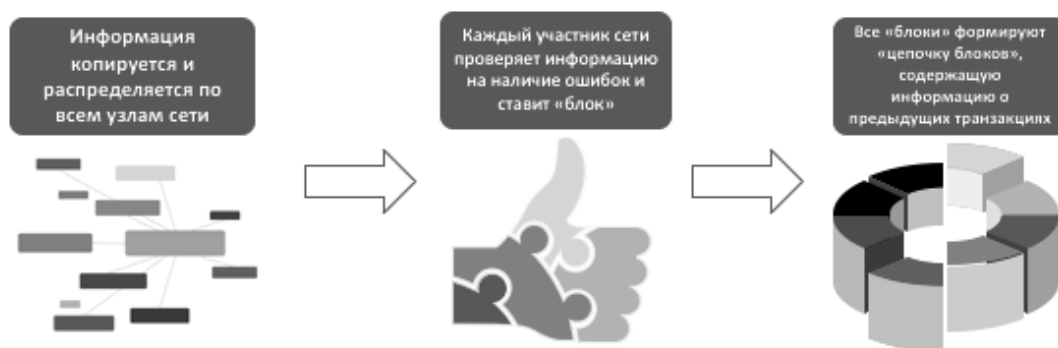 Информация
копируется и
распределяется по
всем узлам сети
Каждый участник сети
проверяет информацию
на наличие ошибок и
ставит «блок»
Все «блоки» формируют
«цепочку блоков»,
содержащую
информацию о
предыдущих транзакциях